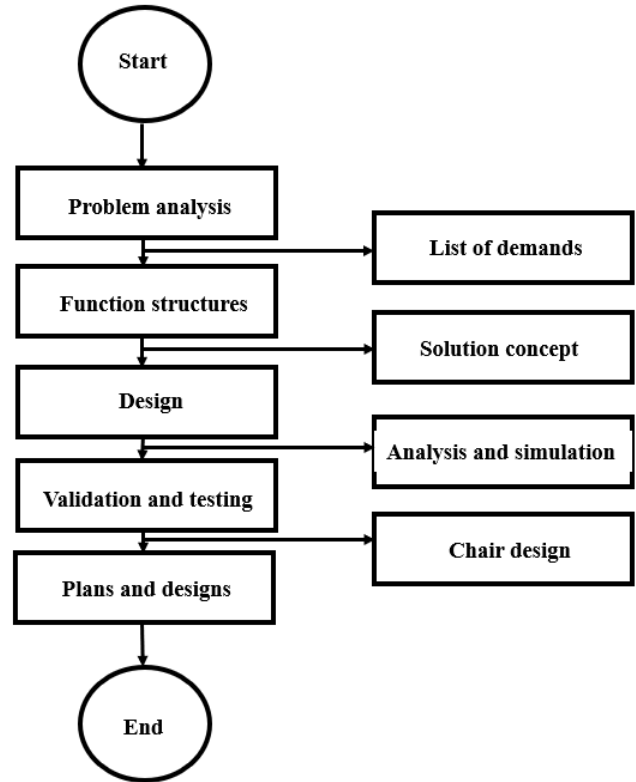 Start
Problem analysis
List of demands
Function structures
Solution concept
Design
Analysis and simulation
Validation and testing
Chair design
Plans and designs
End